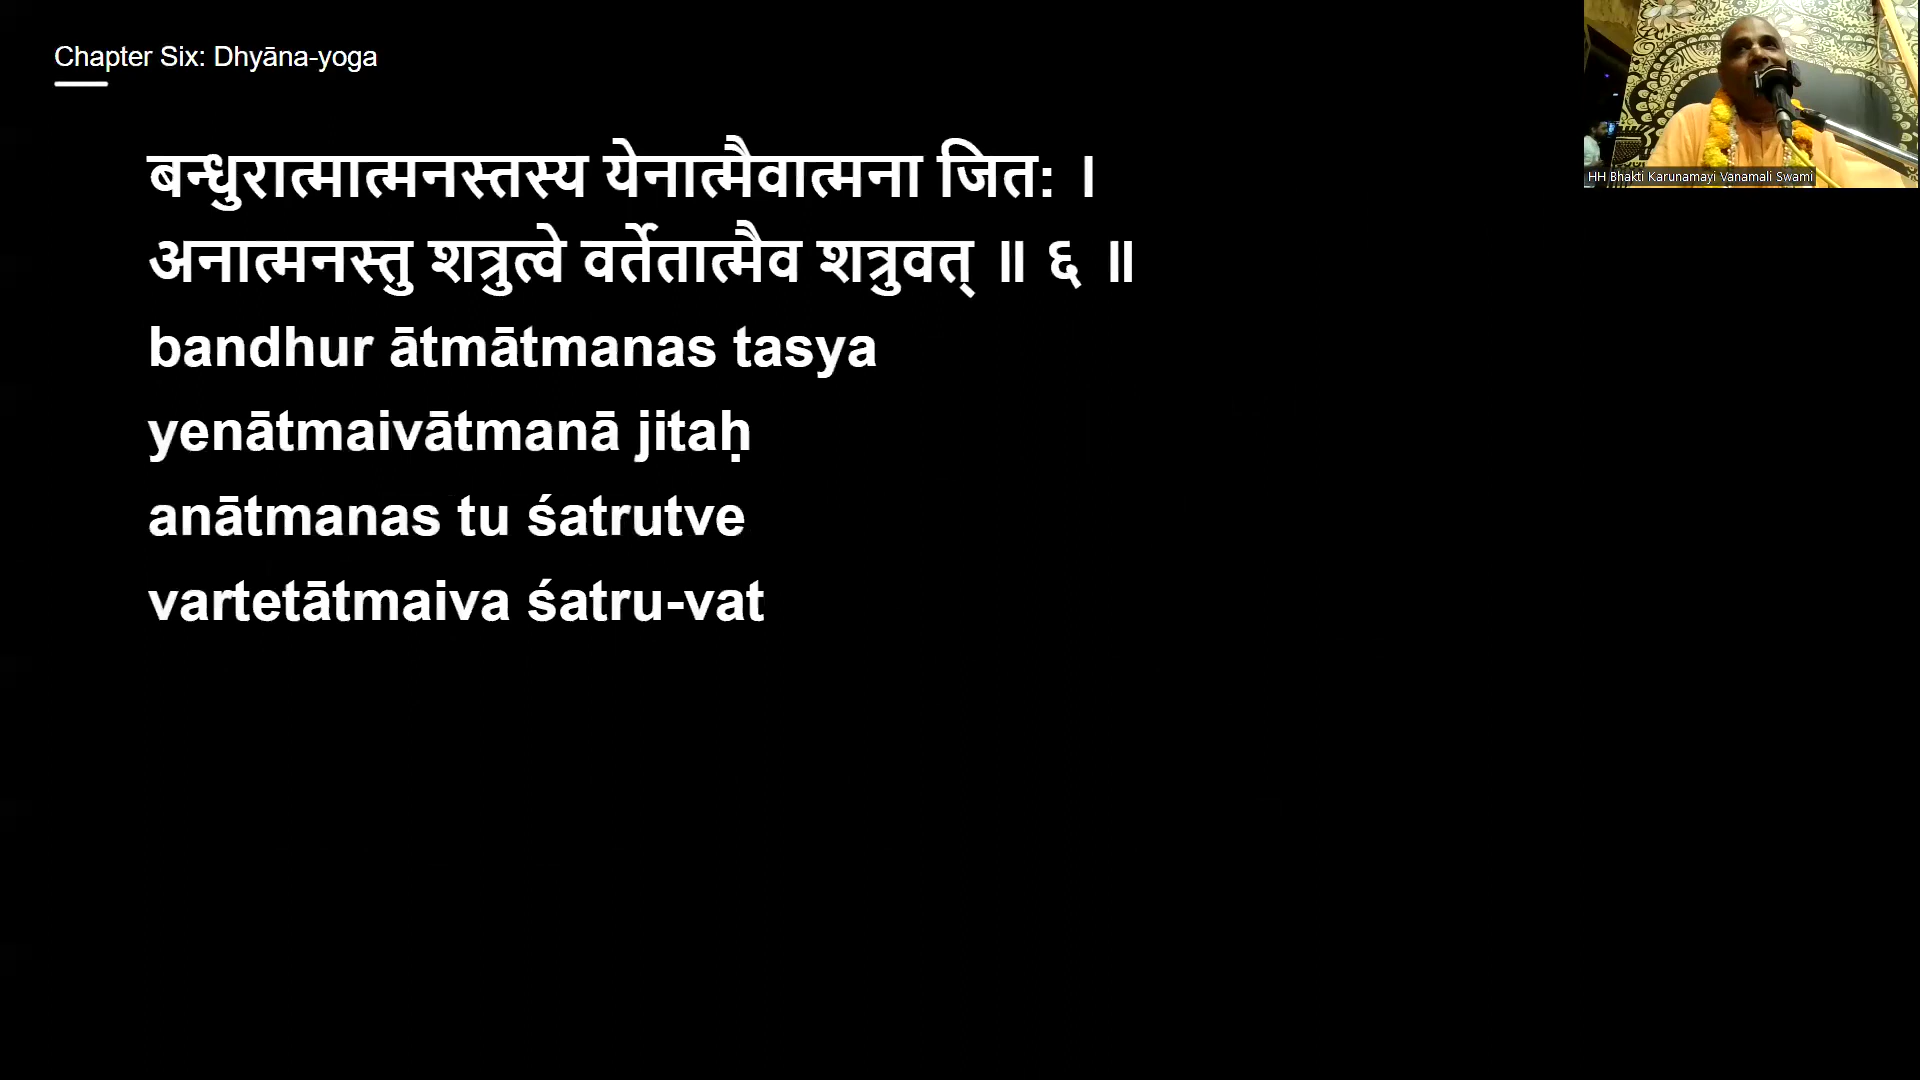 Chapter Six: Dhyāna-yoga
HH Bhakti Karunamayi Vanamali Swami
बन्धुरात्मात्मनस्तस्य येनात्मैवात्मना जितः ।
अनात्मनस्तु शत्रुत्वे वर्तेतात्मैव शत्रुवत् ॥ ६ ॥
bandhur ātmātmanas tasya
yenātmaivātmanā jitaḥ
anātmanas tu śatrutve
vartetātmaiva śatru-vat